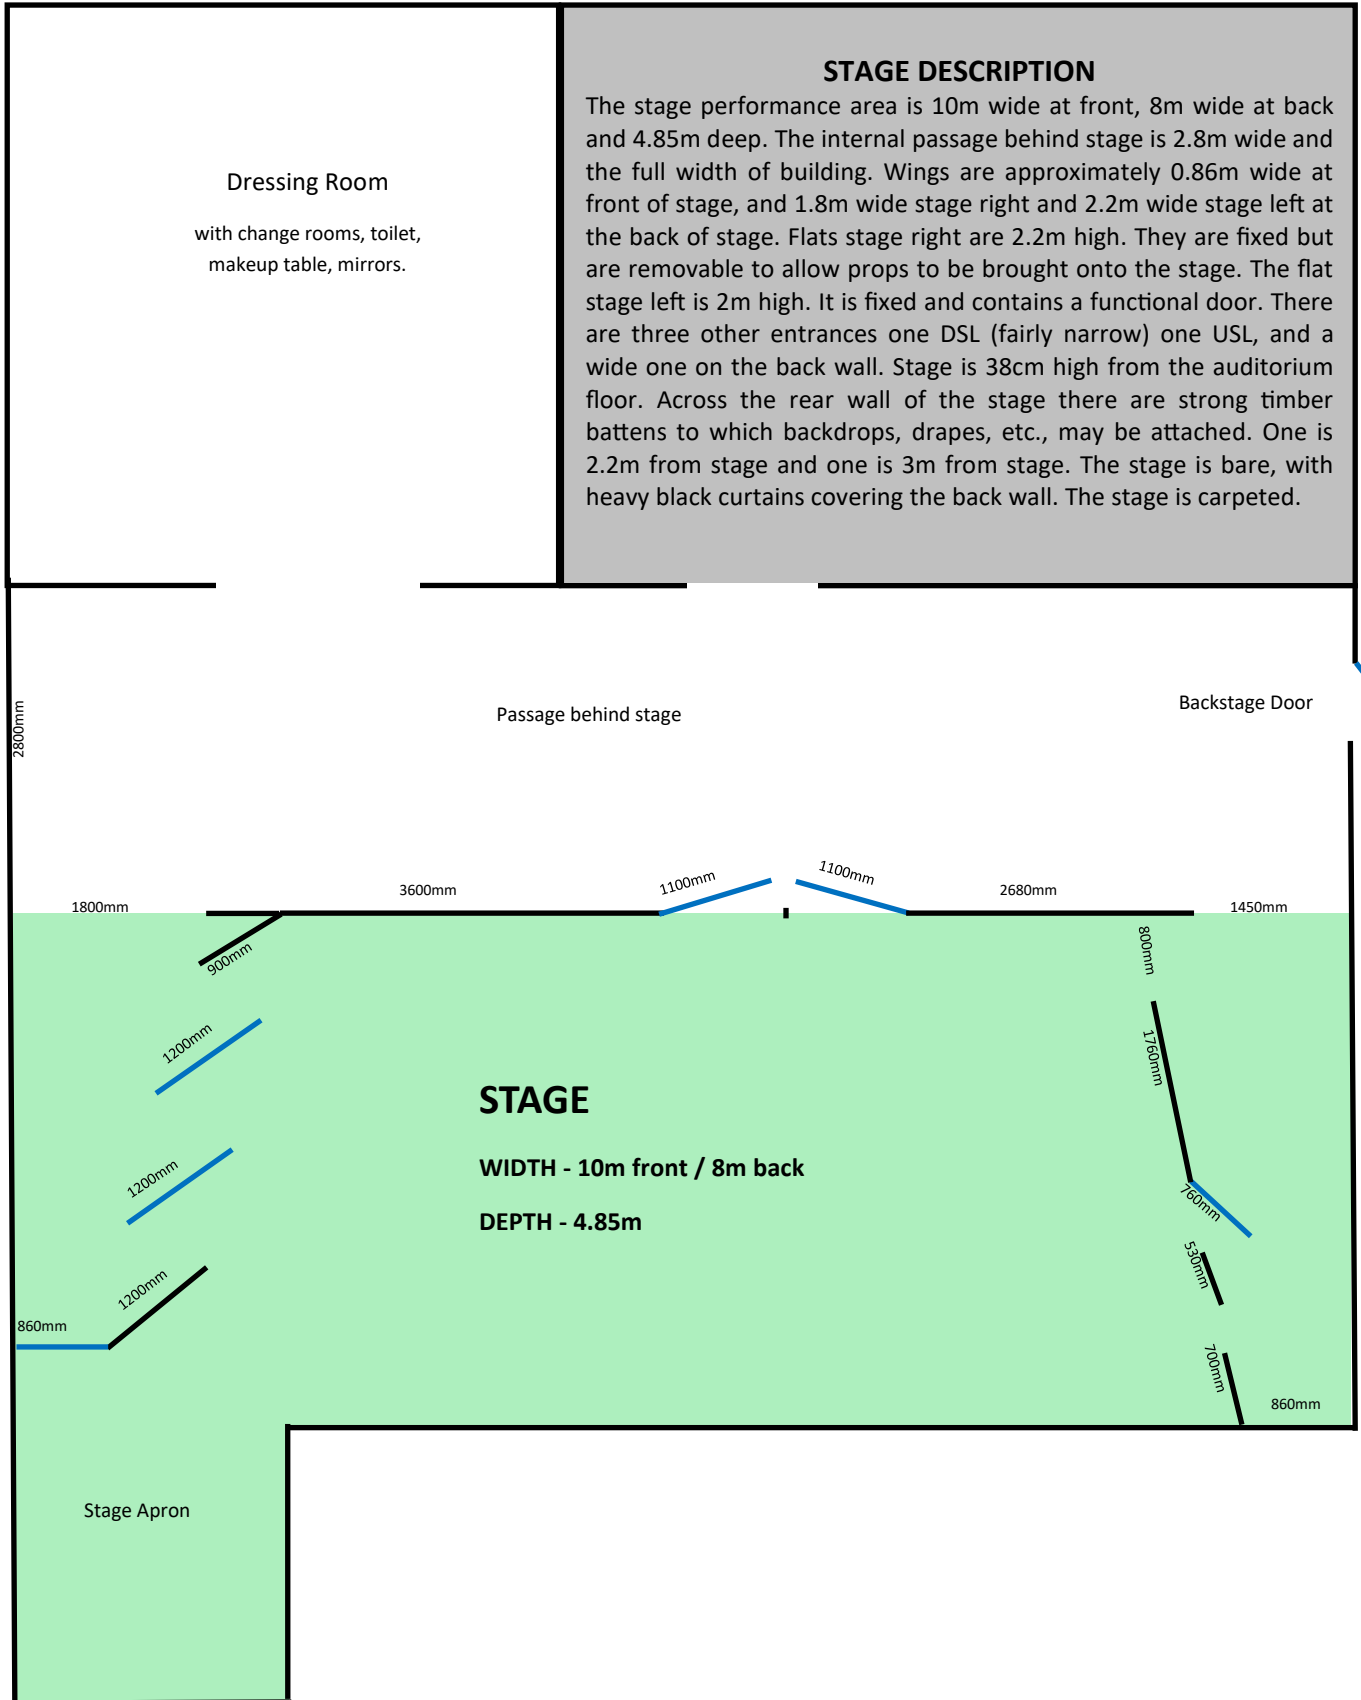 STAGE DESCRIPTION
The stage performance area is 10m wide at front, 8m wide at back
and 4.85m deep. The internal passage behind stage is 2.8m wide and
the full width of building. Wings are approximately 0.86m wide at
front of stage, and 1.8m wide stage right and 2.2m wide stage left at
the back of stage. Flats stage right are 2.2m high. They are fixed but
are removable to allow props to be brought onto the stage. The flat
stage left is 2m high. It is fixed and contains a functional door. There
are three other entrances one DSL (fairly narrow) one USL, and a
wide one on the back wall. Stage is 38cm high from the auditorium
floor. Across the rear wall of the stage there are strong timber
battens to which backdrops, drapes, etc., may be attached. One is
2.2m from stage and one is 3m from stage. The stage is bare, with
heavy black curtains covering the back wall. The stage is carpeted.
Dressing Room
with change rooms, toilet,
makeup table, mirrors.
2800mm
Passage behind stage
Backstage Door
1800mm
3600mm
1100mm
1100mm
2680mm
1450mm
900mm
800mm
1200mm
1760mm
STAGE
WIDTH - 10m front / 8m back
DEPTH - 4.85m
1200mm
760mm
530mm
1200mm
860mm
700mm
860mm
Stage Apron